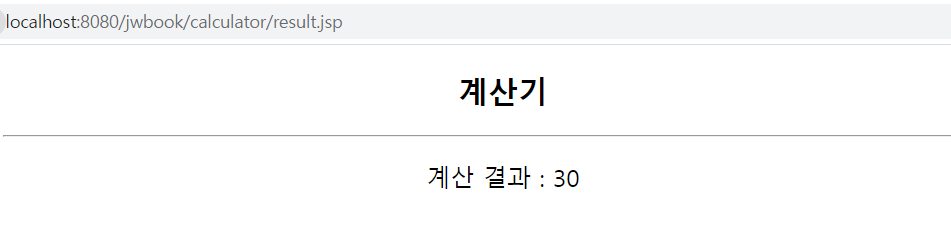 localhost:8080/jwbook/calculator/result.jsp
계산기
계산 결과 : 30